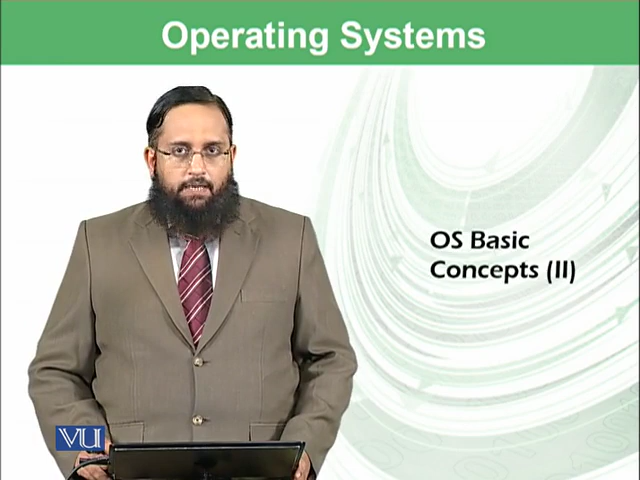 Operating Systems
OS Basic
Concepts (II)
VU